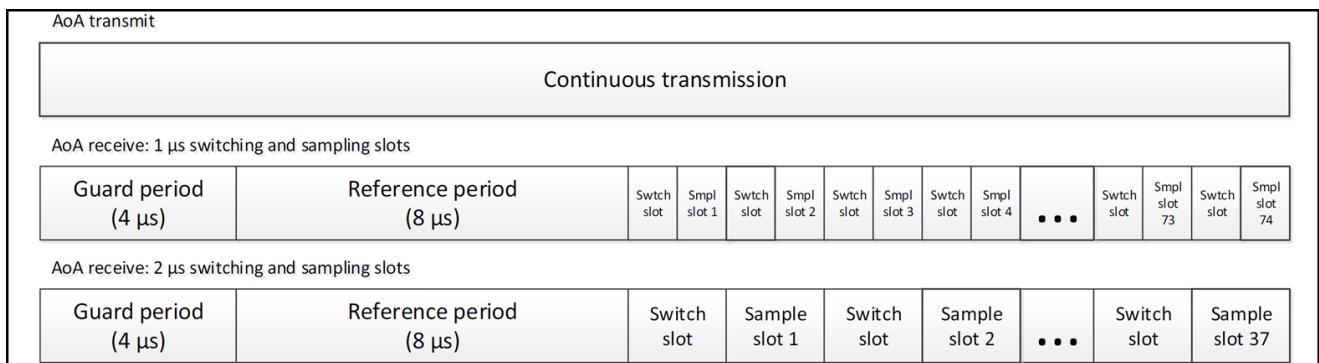 AoA transmit
Continuous transmission
AoA receive: 1 µs switching and sampling slots
Guard period
(4 µs)
Reference period
(8 µs)
Swtch
slot
Smpl
slot 1
Swtch
slot
Smpl
slot 2
Swtch
slot
Smpl
slot 3
Swtch
slot
Smpl
slot 4
...
Swtch
slot
Smpl
slot
73
Swtch
slot
Smpl
slot
74
AoA receive: 2 µs switching and sampling slots
Guard period
(4 µs)
Reference period
(8 µs)
Switch
slot
Sample
slot 1
Switch
slot
Sample
slot 2
...
Switch
slot
Sample
slot 37